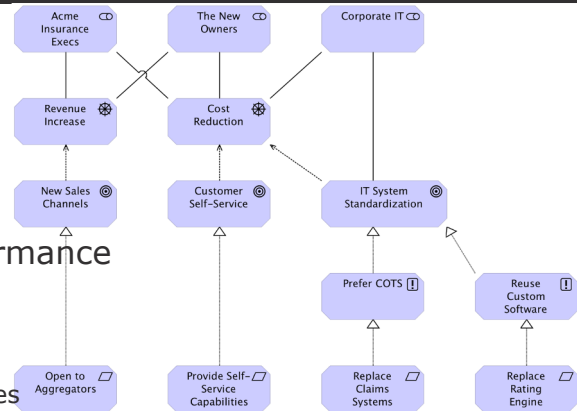 Acme
Insurance
Execs
The New
Owners
Corporate IT
Revenue
Increase
Cost
Reduction
New Sales
Channels
Customer
Self-Service
IT System
Standardization
rmance
Prefer COTS
Reuse
Custom
Software
Open to
Aggregators
Provide Self-
Service
Capabilities
Replace
Claims
Systems
Replace
Rating
Engine
es